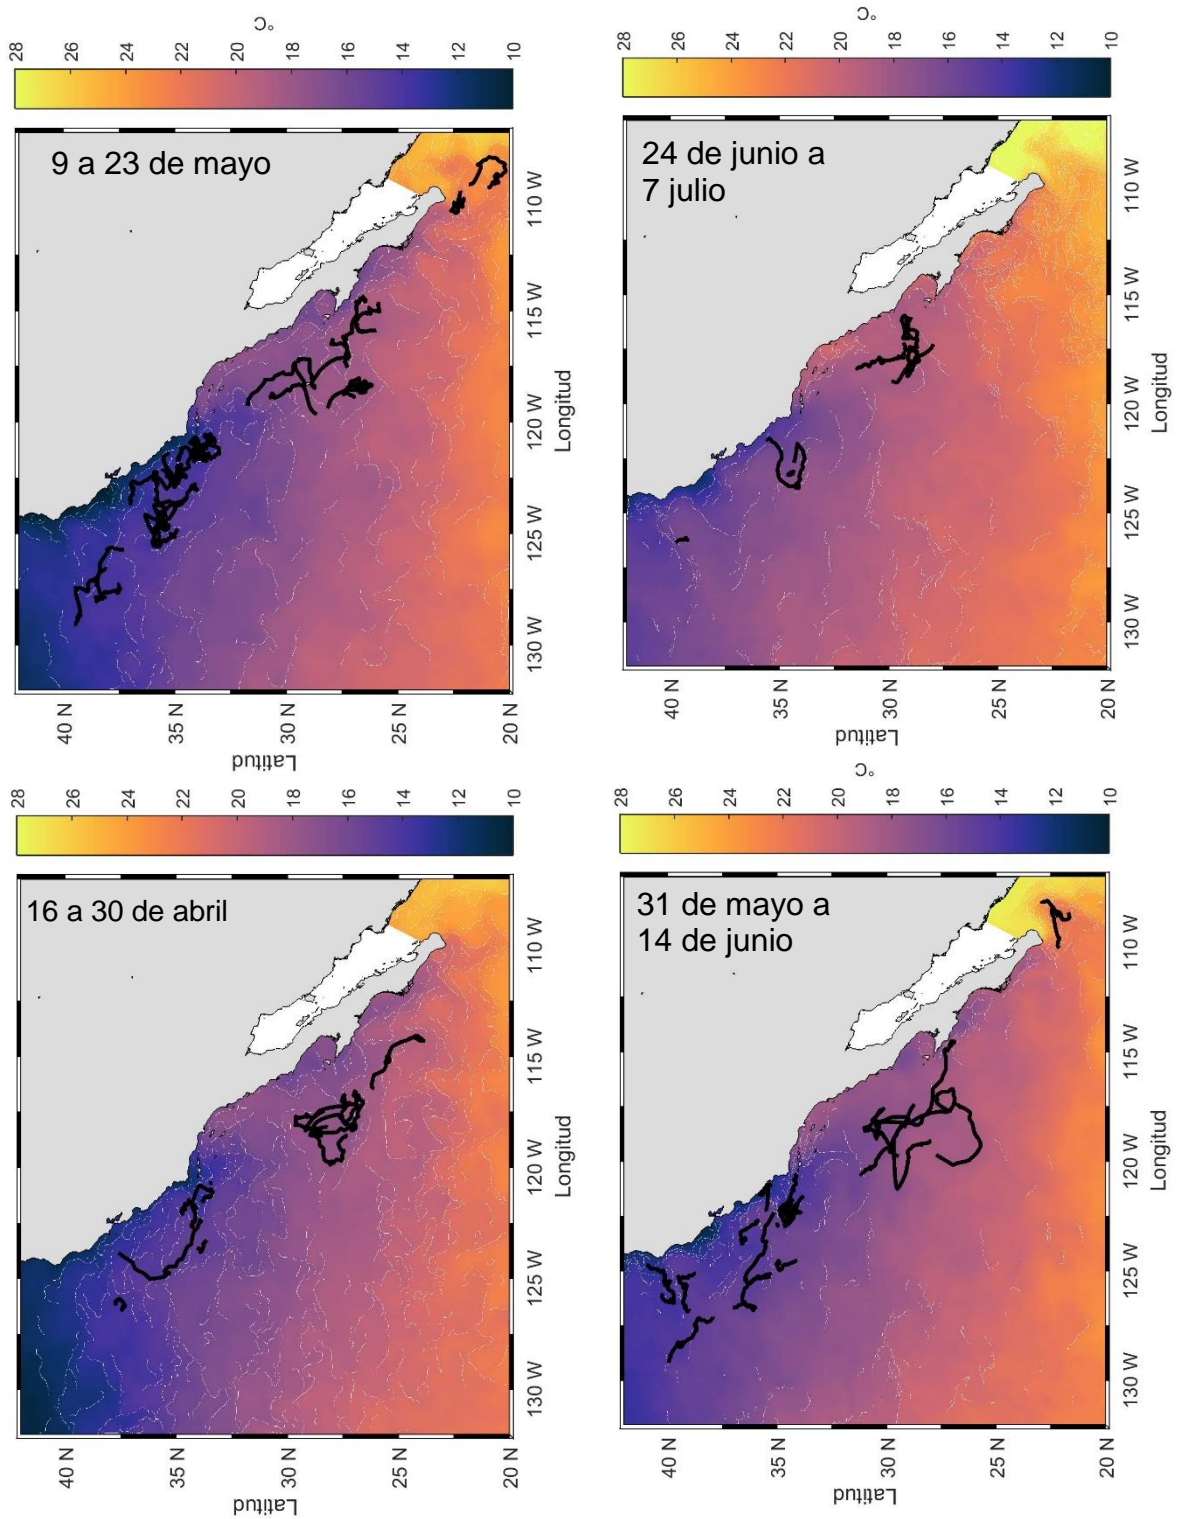 °C
28 26 24 22 20 18 16 14 12 10
9 a 23 de mayo
110 W
115 W
120 W
125 W
130 W
Longitud
40 N
35 N
30 N
25 N
20 N
Latitud
28 26 24 22 20 18 16 14 12 10
24 de junio a
7 julio
110 W
115 W
120 W
125 W
130 W
Longitud
40 N
35 N
30 N
25 N
20 N
Latitud
28 26 24 22 20 18 16 14 12 10
16 a 30 de abril
110 W
115 W
120 W
125 W
130 W
Longitud
40 N
35 N
30 N
25 N
20 N
Latitud
°C
28 26 24 22 20 18 16 14 12 10
31 de mayo a
14 de junio
110 W
115 W
120 W
125 W
130 W
Longitud
40 N
35 N
30 N
25 N
20 N
Latitud